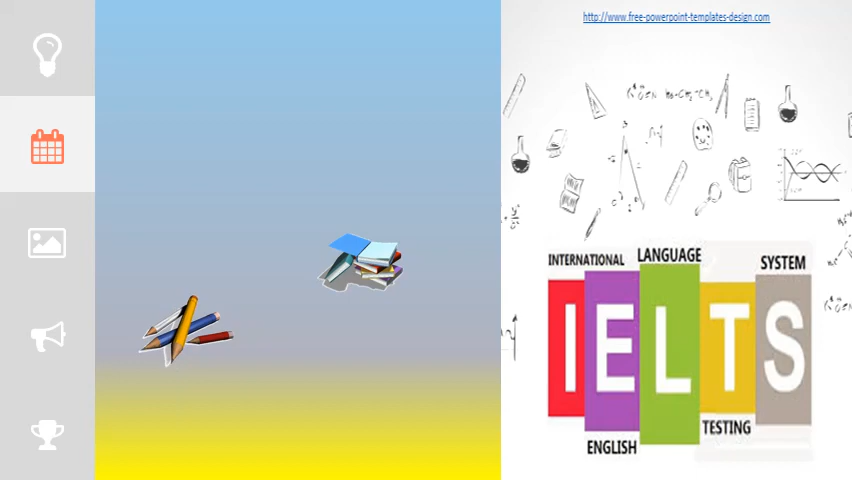 http://www.free-powerpoint-templates-design.com
INTERNATIONAL LANGUAGE SYSTEM
IELTS
ENGLISH TESTING